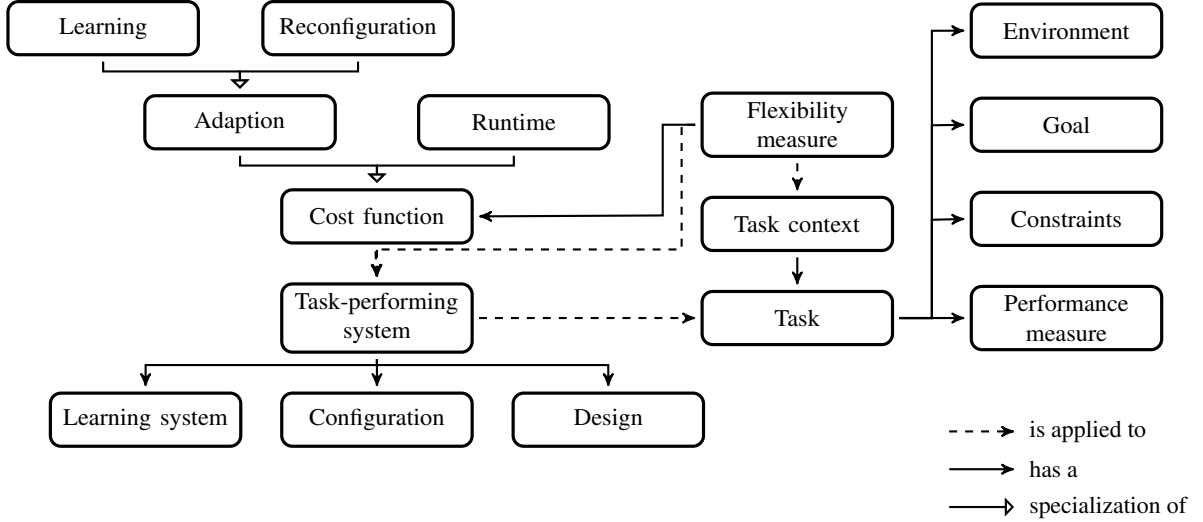 Learning
Reconfiguration
Environment
Adaption
Runtime
Flexibility
measure
Goal
Cost function
Task context
Constraints
Task-performing
system
Task
Performance
measure
Learning system
Configuration
Design
is applied to
has a
specialization of